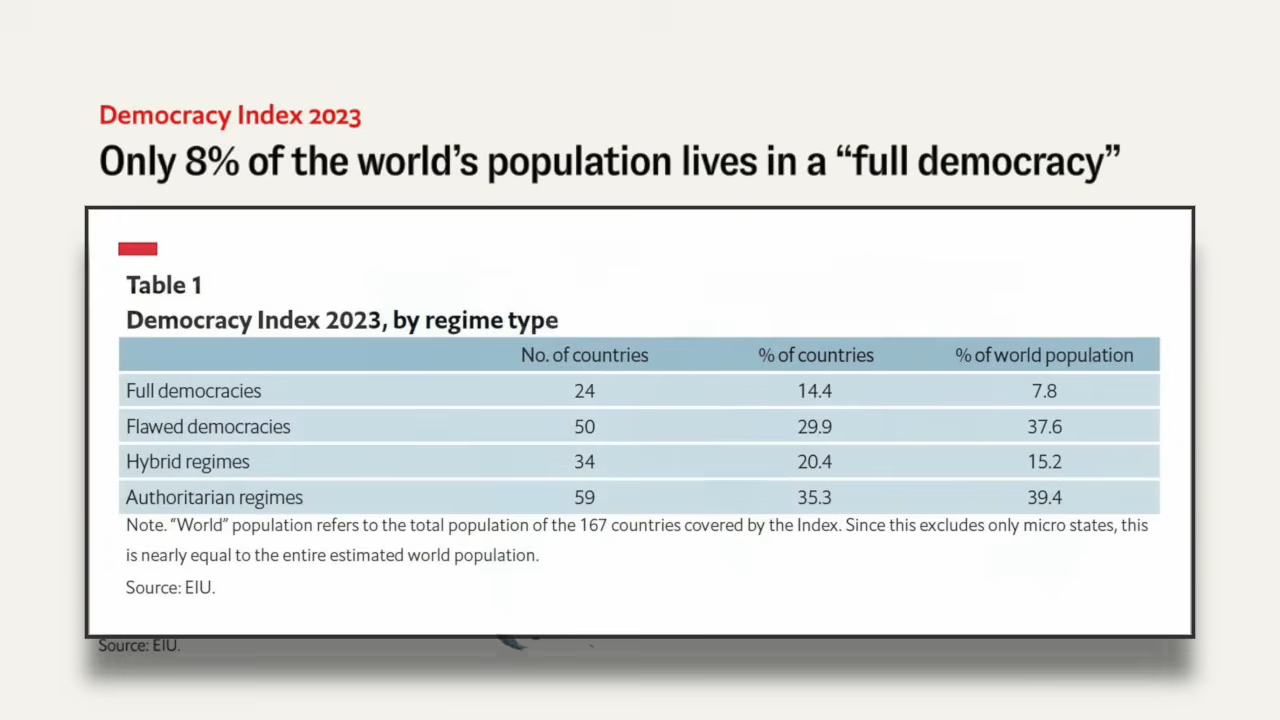 Democracy Index 2023
Only 8% of the world's population lives in a “full democracy”
Table 1
Democracy Index 2023, by regime type
No. of countries % of countries % of world population
Full democracies 24 14.4 7.8
Flawed democracies 50 29.9 37.6
Hybrid regimes 34 20.4 15.2
Authoritarian regimes 59 35.3 39.4
Note. “World” population refers to the total population of the 167 countries covered by the Index. Since this excludes only micro states, this
is nearly equal to the entire estimated world population.
Source: EIU.
Source: EIU.